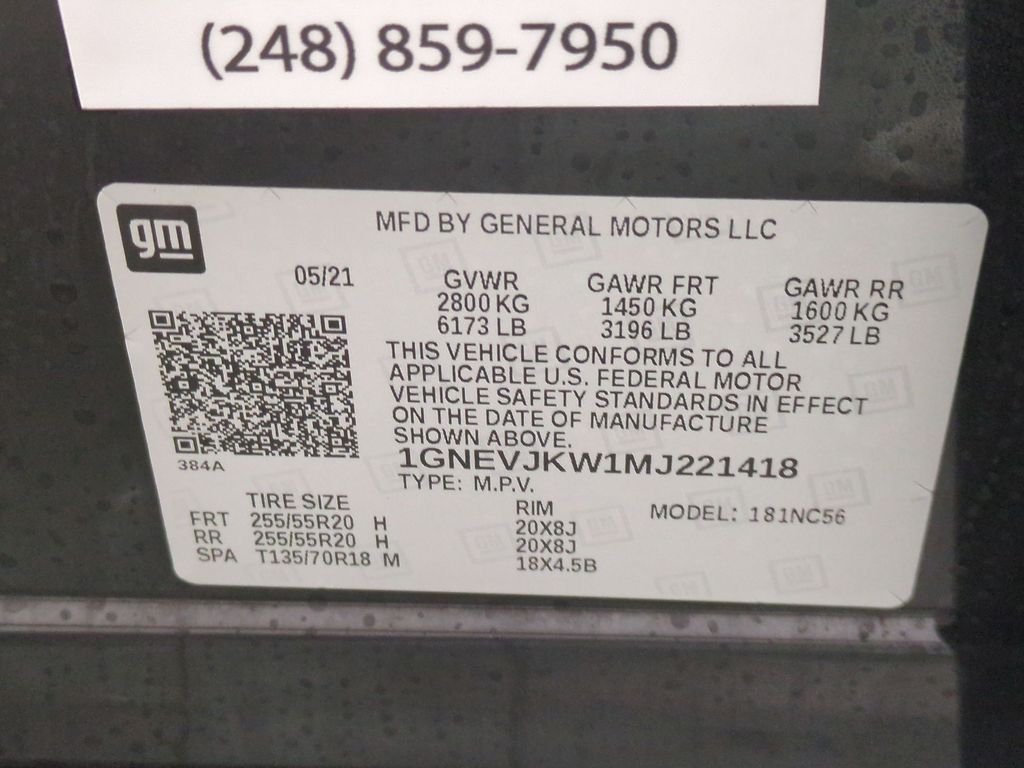 (248) 859-7950
gm
MFD BY GENERAL MOTORS LLC
05/21 GVWR GAWR FRT GAWR RR
2800 KG 1450 KG 1600 KG
6173 LB 3196 LB 3527 LB
THIS VEHICLE CONFORMS TO ALL
APPLICABLE U.S. FEDERAL MOTOR
VEHICLE SAFETY STANDARDS IN EFFECT
ON THE DATE OF MANUFACTURE
SHOWN ABOVE.
384A
1GNEVJKW1MJ221418
TYPE: M.P.V.
TIRE SIZE RIM MODEL: 181NC56
FRT 255/55R20 H 20X8J
RR 255/55R20 H 20X8J
SPA T135/70R18 M 18X4.5B